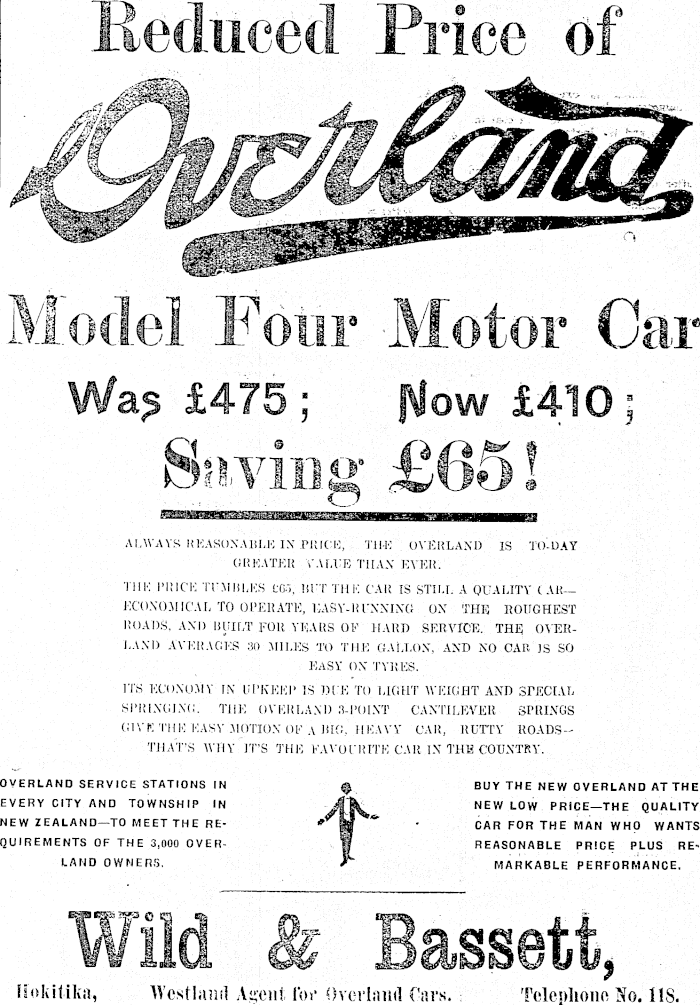 Reduced Price of
Overland
Model Four Motor Car
Was £475; Now £410;
Saving £65!
ALWAYS REASONABLE IN PRICE, THE OVERLAND IS TO-DAY
GREATER VALUE THAN EVER.
THE PRICE TUMBLES £65, BUT THE CAR IS STILL A QUALITY CAR—
ECONOMICAL TO OPERATE, EASY-RUNNING ON THE ROUGHEST
ROADS, AND BUILT FOR YEARS OF HARD SERVICE. THE OVER-
LAND AVERAGES 30 MILES TO THE GALLON, AND NO CAR IS SO
EASY ON TYRES.
ITS ECONOMY IN UPKEEP IS DUE TO LIGHT WEIGHT AND SPECIAL
SPRINGING. THE OVERLAND 3-POINT CANTILEVER SPRINGS
GIVE THE EASY MOTION OF A BIG, HEAVY CAR, RUTTY ROADS—
THAT'S WHY IT'S THE FAVOURITE CAR IN THE COUNTRY.
OVERLAND SERVICE STATIONS IN
EVERY CITY AND TOWNSHIP IN
NEW ZEALAND—TO MEET THE RE-
QUIREMENTS OF THE 3,000 OVER-
LAND OWNERS.
BUY THE NEW OVERLAND AT THE
NEW LOW PRICE—THE QUALITY
CAR FOR THE MAN WHO WANTS
REASONABLE PRICE PLUS RE-
MARKABLE PERFORMANCE.
Wild & Bassett,
Hokitika, Westland Agent for Overland Cars. Telephone No. 118.